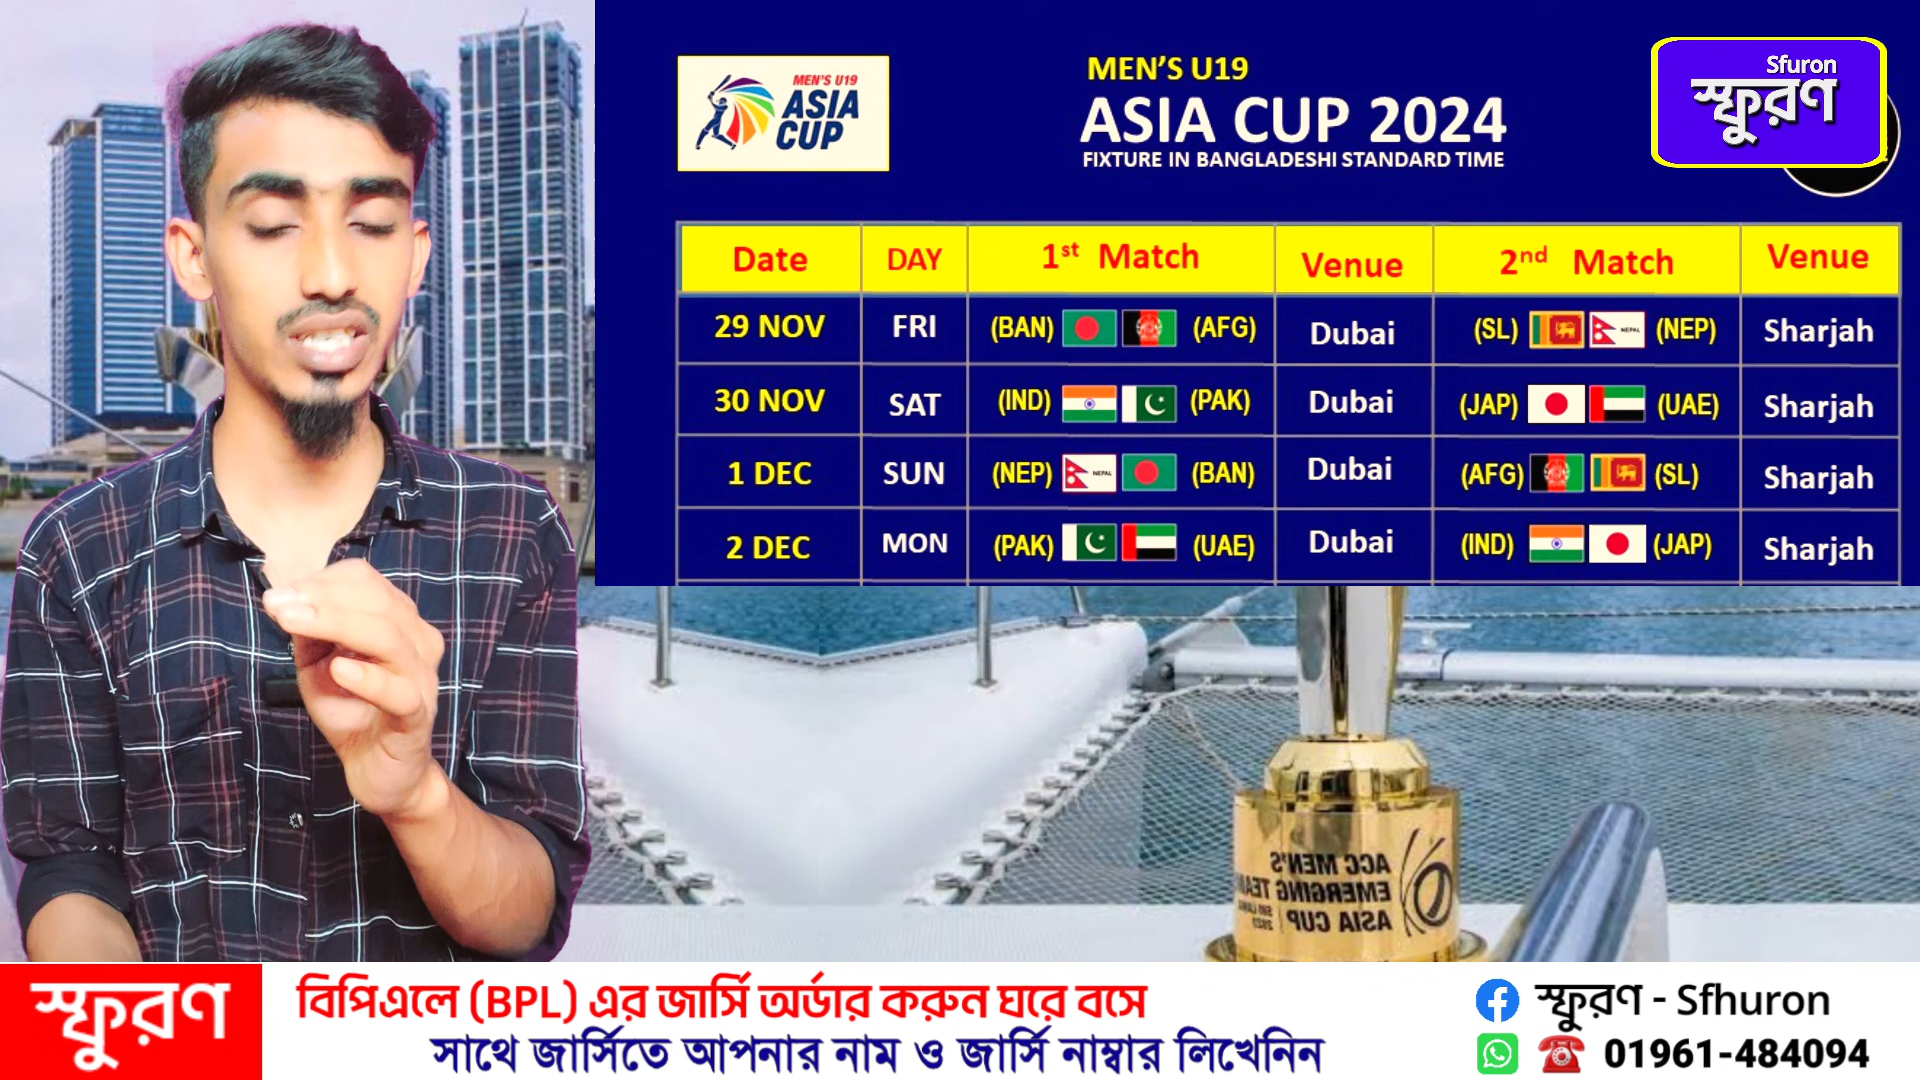 MEN'S U19
ASIA
CUP
MEN'S U19
ASIA CUP 2024
FIXTURE IN BANGLADESHI STANDARD TIME
Sfuron
স্ফুরণ
Date DAY 1st Match Venue 2nd Match Venue
29 NOV FRI (BAN) (AFG) Dubai (SL) NEPAL (NEP) Sharjah
30 NOV SAT (IND) (PAK) Dubai (JAP) (UAE) Sharjah
1 DEC SUN (NEP) NEPAL (BAN) Dubai (AFG) (SL) Sharjah
2 DEC MON (PAK) (UAE) Dubai (IND) (JAP) Sharjah
ACC MEN'S
EMERGING TEAM
ASIA CUP
স্ফুরণ
বিপিএলে (BPL) এর জার্সি অর্ডার করুন ঘরে বসে
সাথে জার্সিতে আপনার নাম ও জার্সি নাম্বার লিখেনিন
স্ফুরণ - Sfhuron
01961-484094